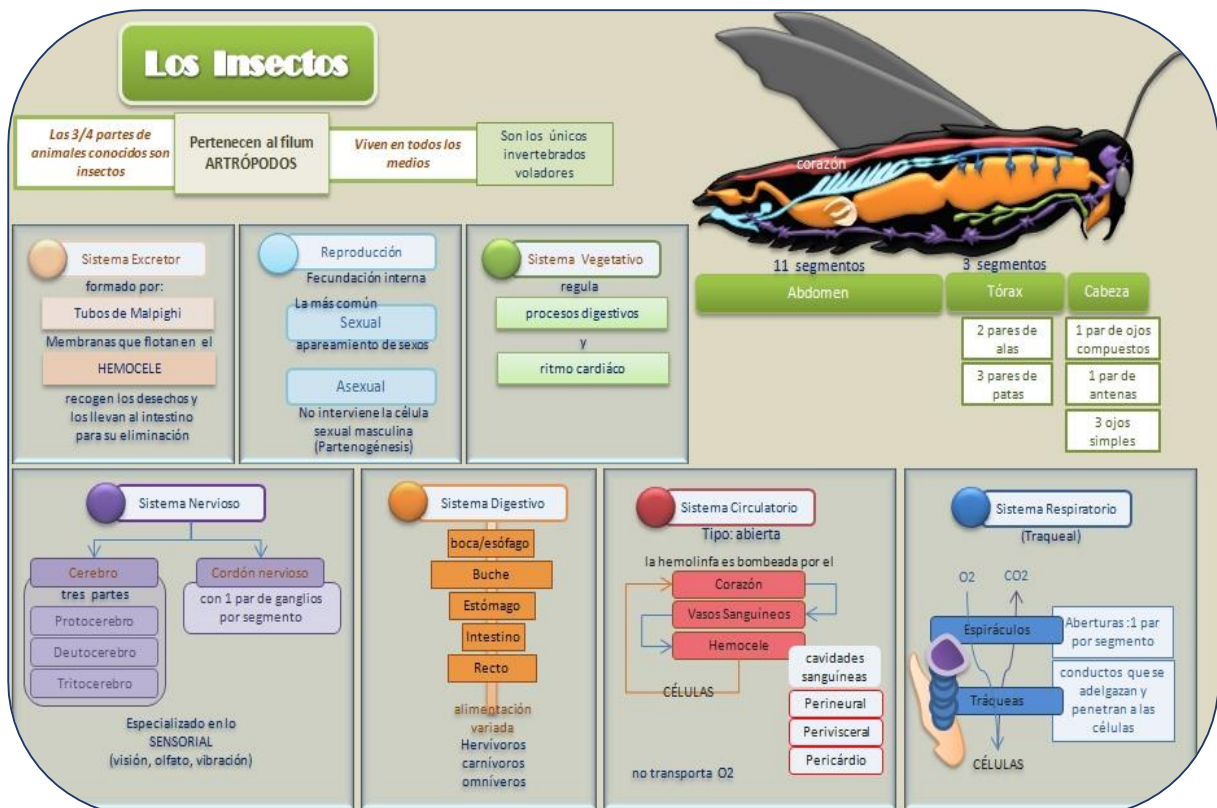 Los Insectos
Las 3/4 partes de
animales conocidos son
insectos
Pertenecen al filum
ARTRÓPODOS
Viven en todos los
medios
Son los únicos
invertebrados
voladores
corazón
11 segmentos
3 segmentos
Abdomen
Tórax
Cabeza
2 pares de
alas
3 pares de
patas
1 par de ojos
compuestos
1 par de
antenas
3 ojos
simples
Sistema Excretor
formado por:
Tubos de Malpighi
Membranas que flotan en el
HEMOCELE
recogen los desechos y
los llevan al intestino
para su eliminación
Reproducción
Fecundación interna
La más común
Sexual
apareamiento de sexos
Asexual
No interviene la célula
sexual masculina
(Partenogénesis)
Sistema Vegetativo
regula
procesos digestivos
y
ritmo cardiáco
Sistema Nervioso
Cerebro
tres partes
Protocerebro
Deutocerebro
Tritocerebro
Cordón nervioso
con 1 par de ganglios
por segmento
Especializado en lo
SENSORIAL
(visión, olfato, vibración)
Sistema Digestivo
boca/esófago
Buche
Estómago
Intestino
Recto
alimentación
variada
Hervívoros
carnívoros
omníveros
Sistema Circulatorio
Tipo: abierta
la hemolinfa es bombeada por el
Corazón
Vasos Sanguíneos
Hemocele
CÉLULAS
cavidades
sanguíneas
Perineural
Perivisceral
Pericárdio
no transporta O2
Sistema Respiratorio
(Traqueal)
O2
CO2
Espiráculos
Aberturas :1 par
por segmento
Tráqueas
conductos que se
adelgazan y
penetran a las
células
CÉLULAS